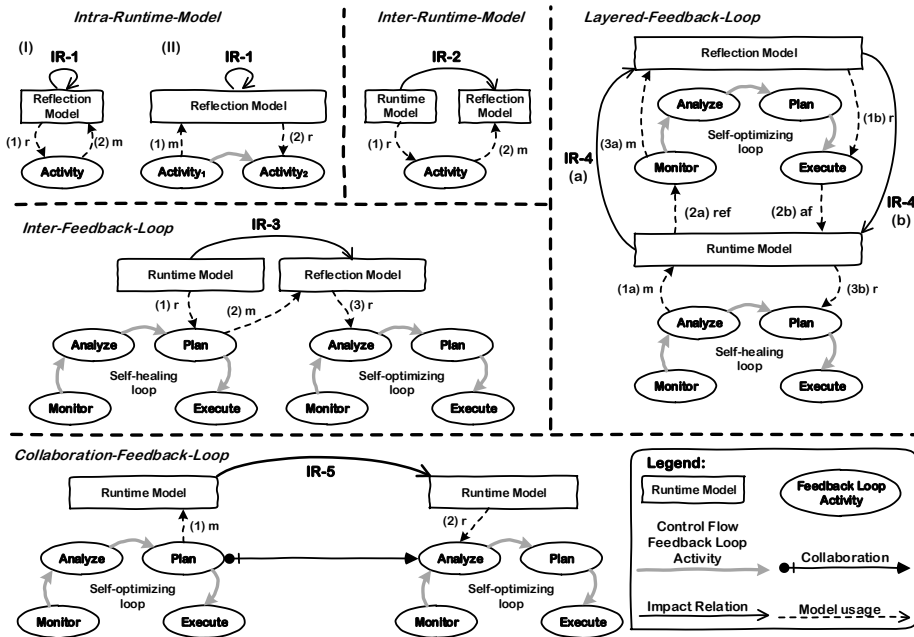 Intra-Runtime-Model
(I)
IR-1
Reflection Model
(1) r
(2) m
Activity
(II)
IR-1
Reflection Model
(1) m
(2) r
Activity₁
Activity₂
Inter-Runtime-Model
IR-2
Runtime Model
Reflection Model
(1) r
(2) m
Activity
Layered-Feedback-Loop
Reflection Model
Analyze
Plan
(3a) m
(1b) r
Self-optimizing loop
IR-4 (a)
Monitor
Execute
IR-4 (b)
(2a) ref
(2b) af
Runtime Model
(1a) m
(3b) r
Analyze
Plan
Self-healing loop
Monitor
Execute
Inter-Feedback-Loop
IR-3
Runtime Model
Reflection Model
(1) r
(2) m
(3) r
Analyze
Plan
Analyze
Plan
Self-healing loop
Self-optimizing loop
Monitor
Execute
Monitor
Execute
Collaboration-Feedback-Loop
IR-5
Runtime Model
Runtime Model
(1) m
(2) r
Analyze
Plan
Analyze
Plan
Self-optimizing loop
Self-optimizing loop
Monitor
Execute
Monitor
Execute
Legend:
Runtime Model
Feedback Loop Activity
Control Flow
Feedback Loop
Activity
Collaboration
Impact Relation
Model usage